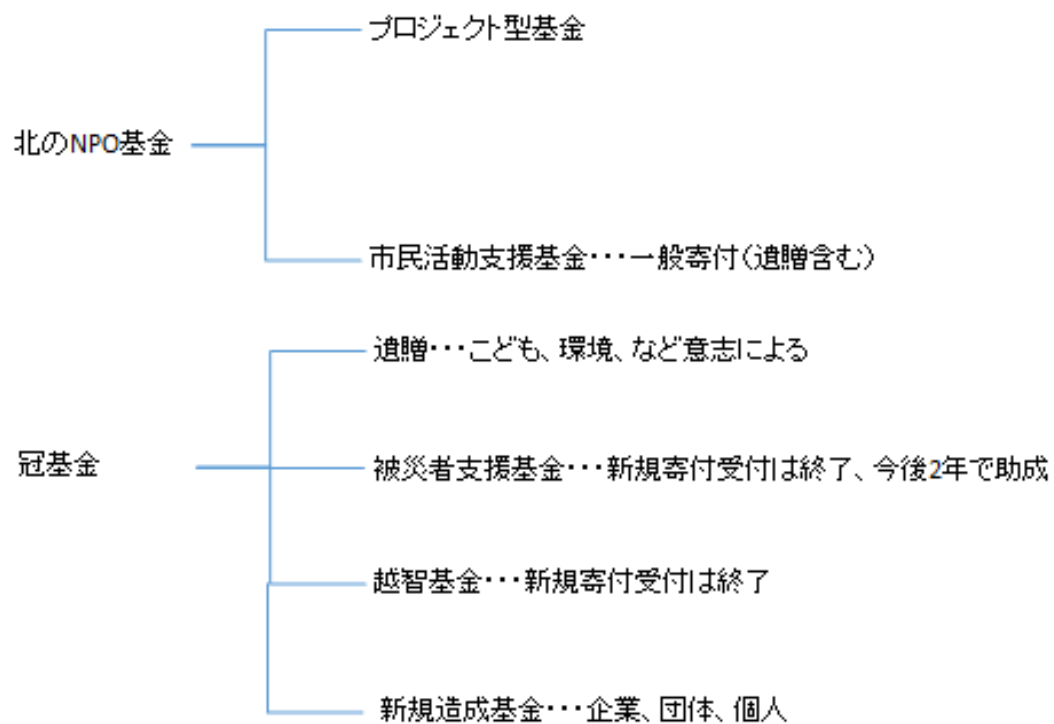 プロジェクト型基金
北のNPO基金
市民活動支援基金・・・一般寄付(遺贈含む)
遺贈・・・こども、環境、など意志による
冠基金
被災者支援基金・・・新規寄付受付は終了、今後2年で助成
越智基金・・・新規寄付受付は終了
新規造成基金・・・企業、団体、個人